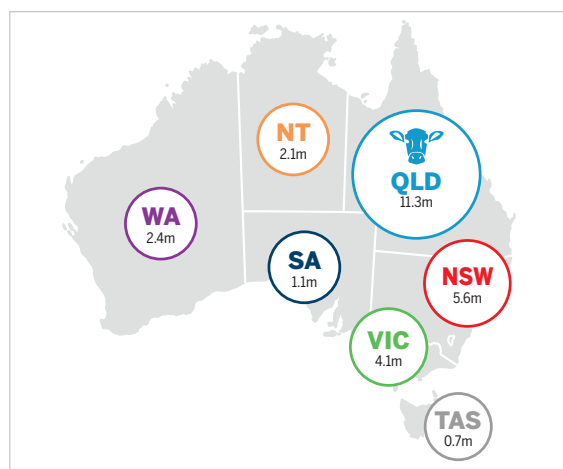 NT
2.1m
QLD
11.3m
WA
2.4m
SA
1.1m
NSW
5.6m
VIC
4.1m
TAS
0.7m